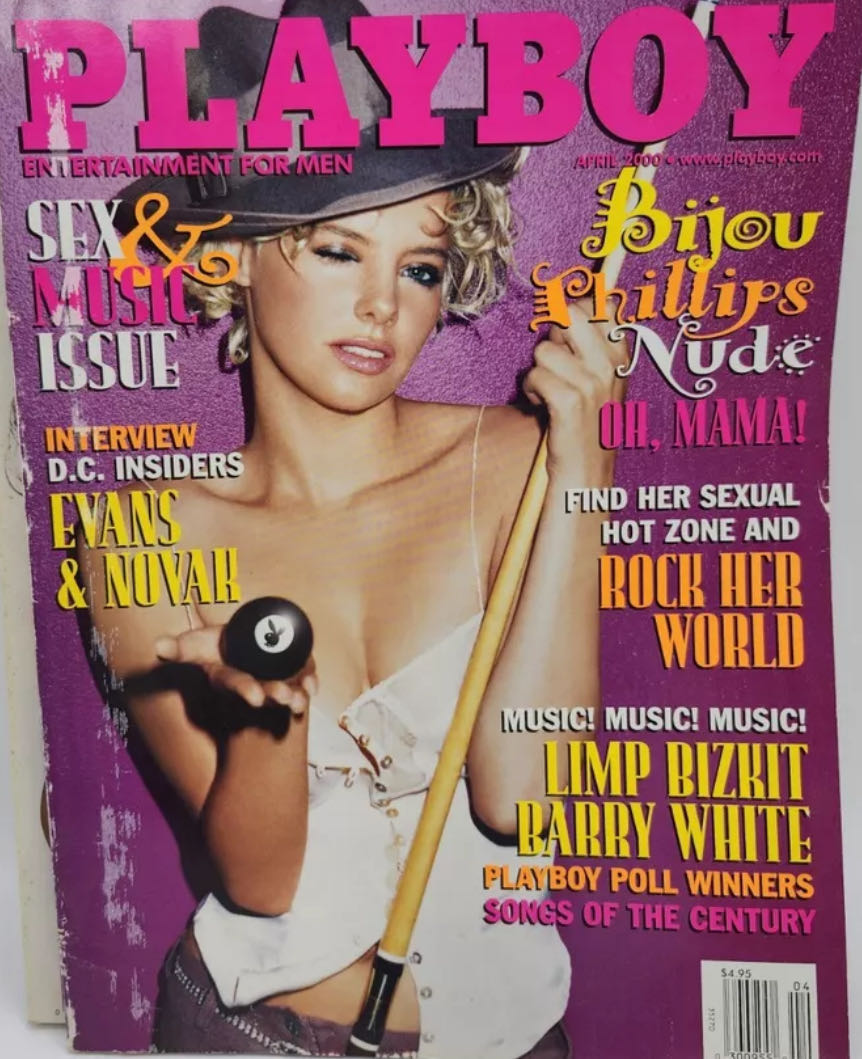 PLAYBOY
ENTERTAINMENT FOR MEN
APRIL 2000 • www.playboy.com
SEX &
MUSIC
ISSUE
Bijou
Phillips
Nude
OH, MAMA!
INTERVIEW
D.C. INSIDERS
EVANS
& NOVAK
FIND HER SEXUAL
HOT ZONE AND
ROCK HER
WORLD
MUSIC! MUSIC! MUSIC!
LIMP BIZKIT
BARRY WHITE
PLAYBOY POLL WINNERS
SONGS OF THE CENTURY
$4.95
04